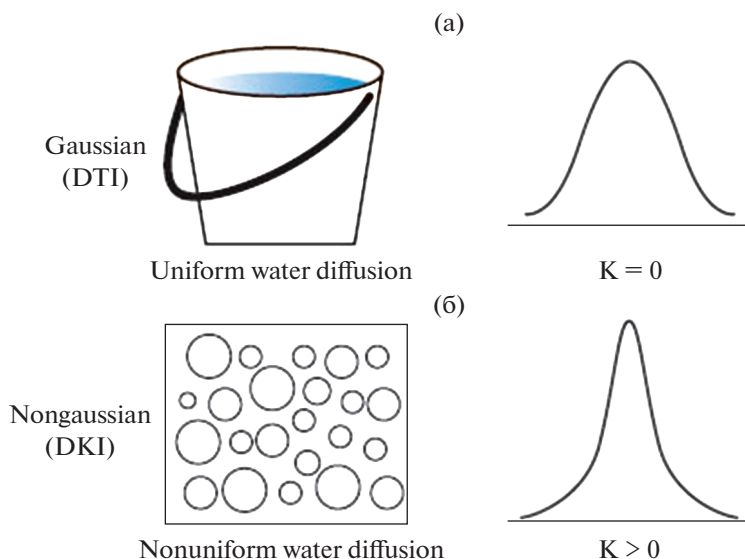 (а)
Gaussian
(DTI)
Uniform water diffusion
K = 0
(б)
Nongaussian
(DKI)
Nonuniform water diffusion
K > 0